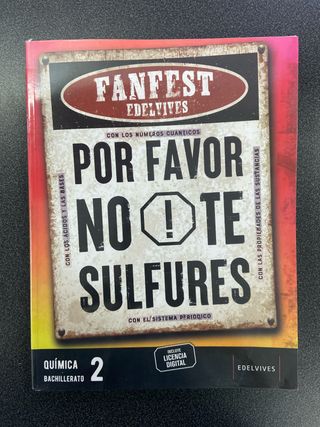 FANFEST
EDELVIVES
CON LOS NÚMEROS CUÁNTICOS
CON LOS ÁCIDOS Y LAS BASES
POR FAVOR
NO ! TE
SULFURES
CON LAS PROPIEDADES DE LAS SUSTANCIAS
CON EL SISTEMA PERIÓDICO
QUÍMICA
BACHILLERATO 2
INCLUYE
LICENCIA
DIGITAL
EDELVIVES